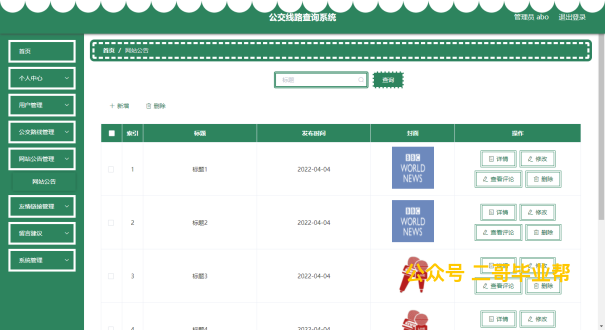 公交线路查询系统
管理员 abo 退出登录
首页
个人中心
用户管理
公交路线管理
网站公告管理
网站公告
友情链接管理
留言建议
系统管理
首页 / 网站公告
标题 查询
新增 删除
索引 标题 发布时间 封面 操作
1 标题1 2022-04-04 BBC WORLD NEWS 详情 修改
查看评论 删除
2 标题2 2022-04-04 BBC WORLD NEWS 详情 修改
查看评论 删除
3 标题3 2022-04-04 详情 修改
查看评论 删除
公众号 二哥毕业帮
4 标题4 2022-04-04 详情 修改